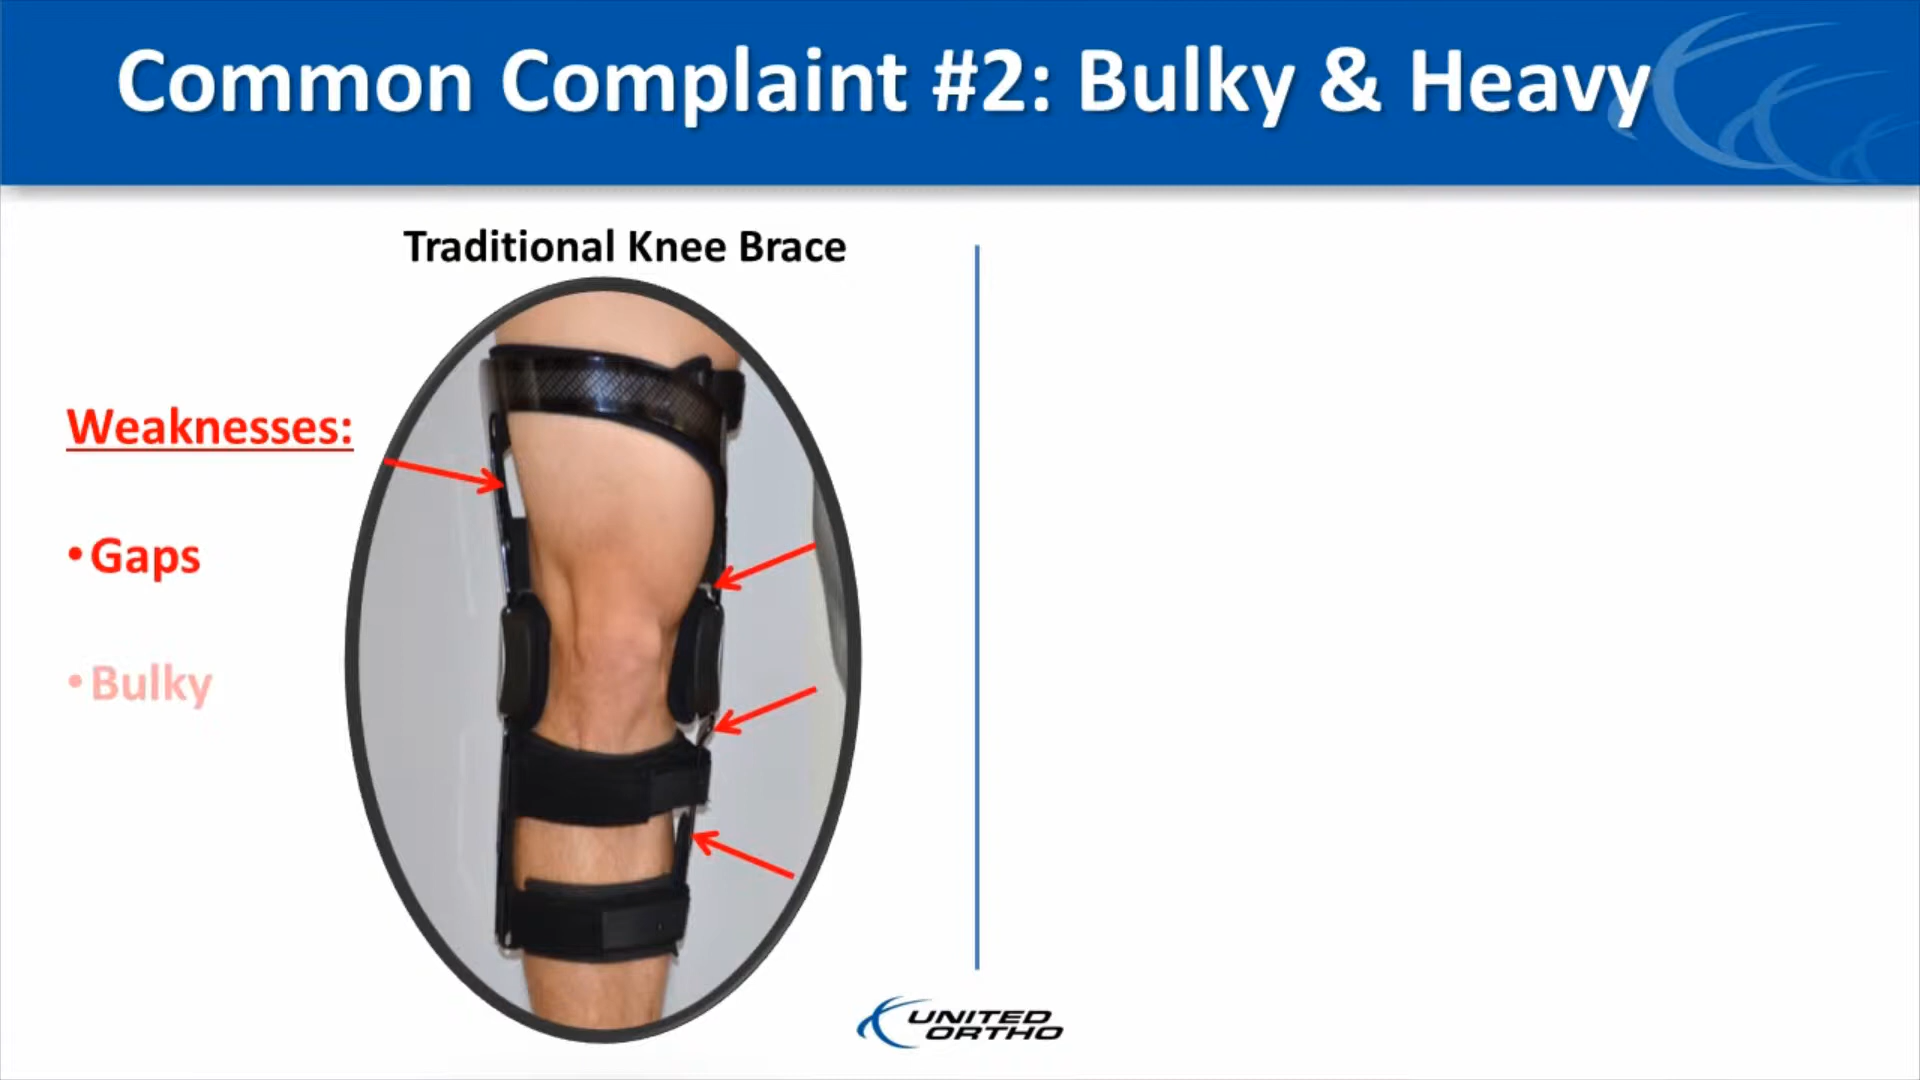 Common Complaint #2: Bulky & Heavy
Traditional Knee Brace
Weaknesses:
• Gaps
• Bulky
UNITED
ORTHO